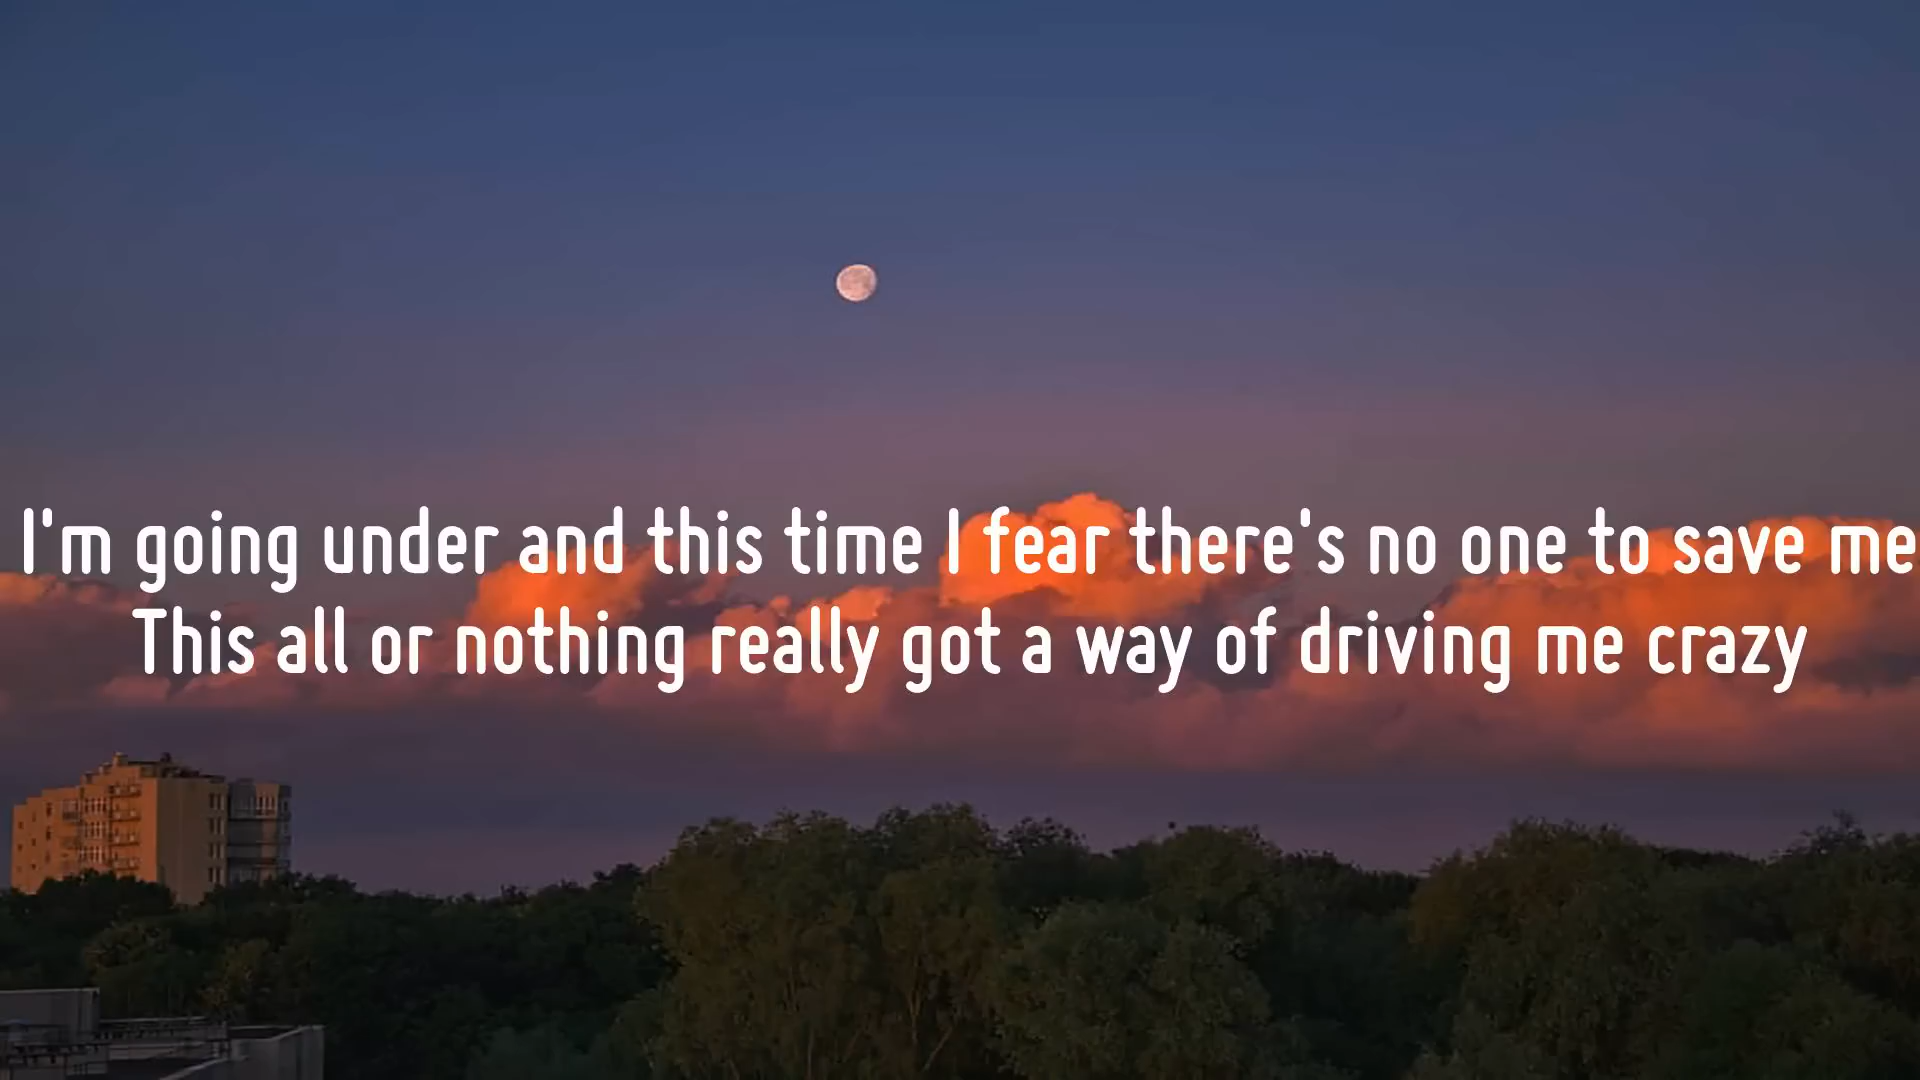 I'm going under and this time I fear there's no one to save me
This all or nothing really got a way of driving me crazy